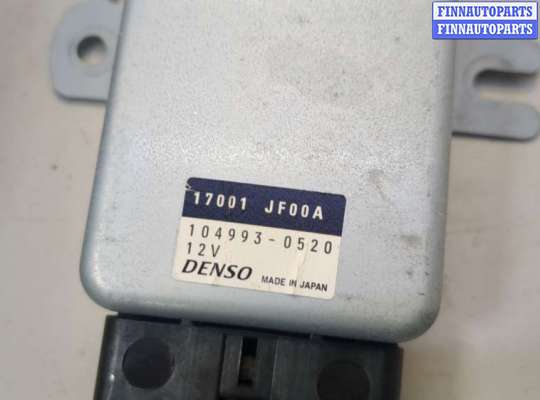 FINNAUTOPARTS
FINNAUTOPARTS
17001 JF00A
104993-0520
12V
DENSO MADE IN JAPAN